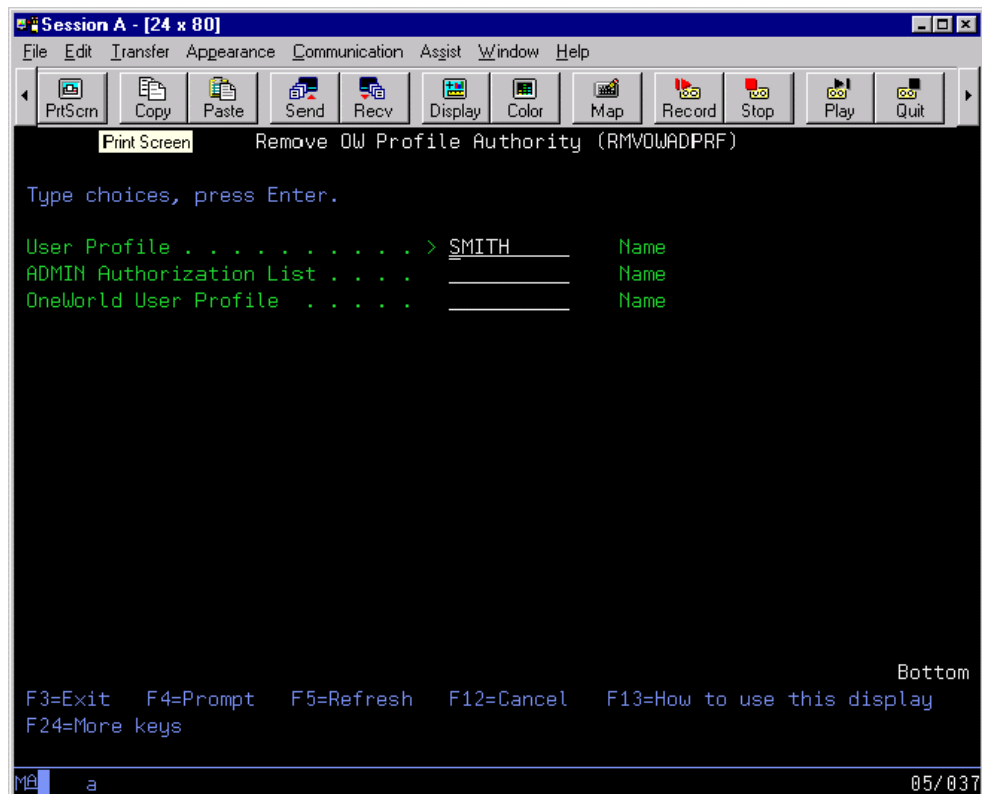 Session A - [24 x 80]
File Edit Transfer Appearance Communication Assist Window Help
PrtScrn Copy Paste Send Recv Display Color Map Record Stop Play Quit
Print Screen Remove OW Profile Authority (RMVOWADPRF)
Type choices, press Enter.
User Profile . . . . . . . . . . > SMITH Name
ADMIN Authorization List . . . . Name
OneWorld User Profile . . . . . Name
Bottom
F3=Exit F4=Prompt F5=Refresh F12=Cancel F13=How to use this display
F24=More keys
MA a 05/037